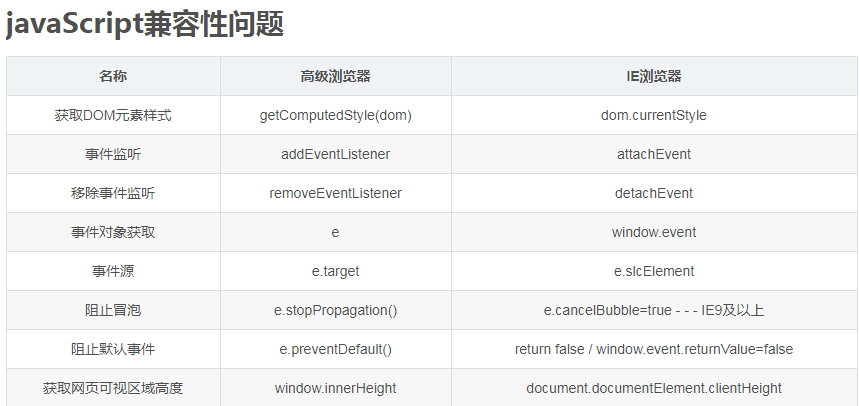 javaScript兼容性问题
名称 高级浏览器 IE浏览器
获取DOM元素样式 getComputedStyle(dom) dom.currentStyle
事件监听 addEventListener attachEvent
移除事件监听 removeEventListener detachEvent
事件对象获取 e window.event
事件源 e.target e.slcElement
阻止冒泡 e.stopPropagation() e.cancelBubble=true - - - IE9及以上
阻止默认事件 e.preventDefault() return false / window.event.returnValue=false
获取网页可视区域高度 window.innerHeight document.documentElement.clientHeight